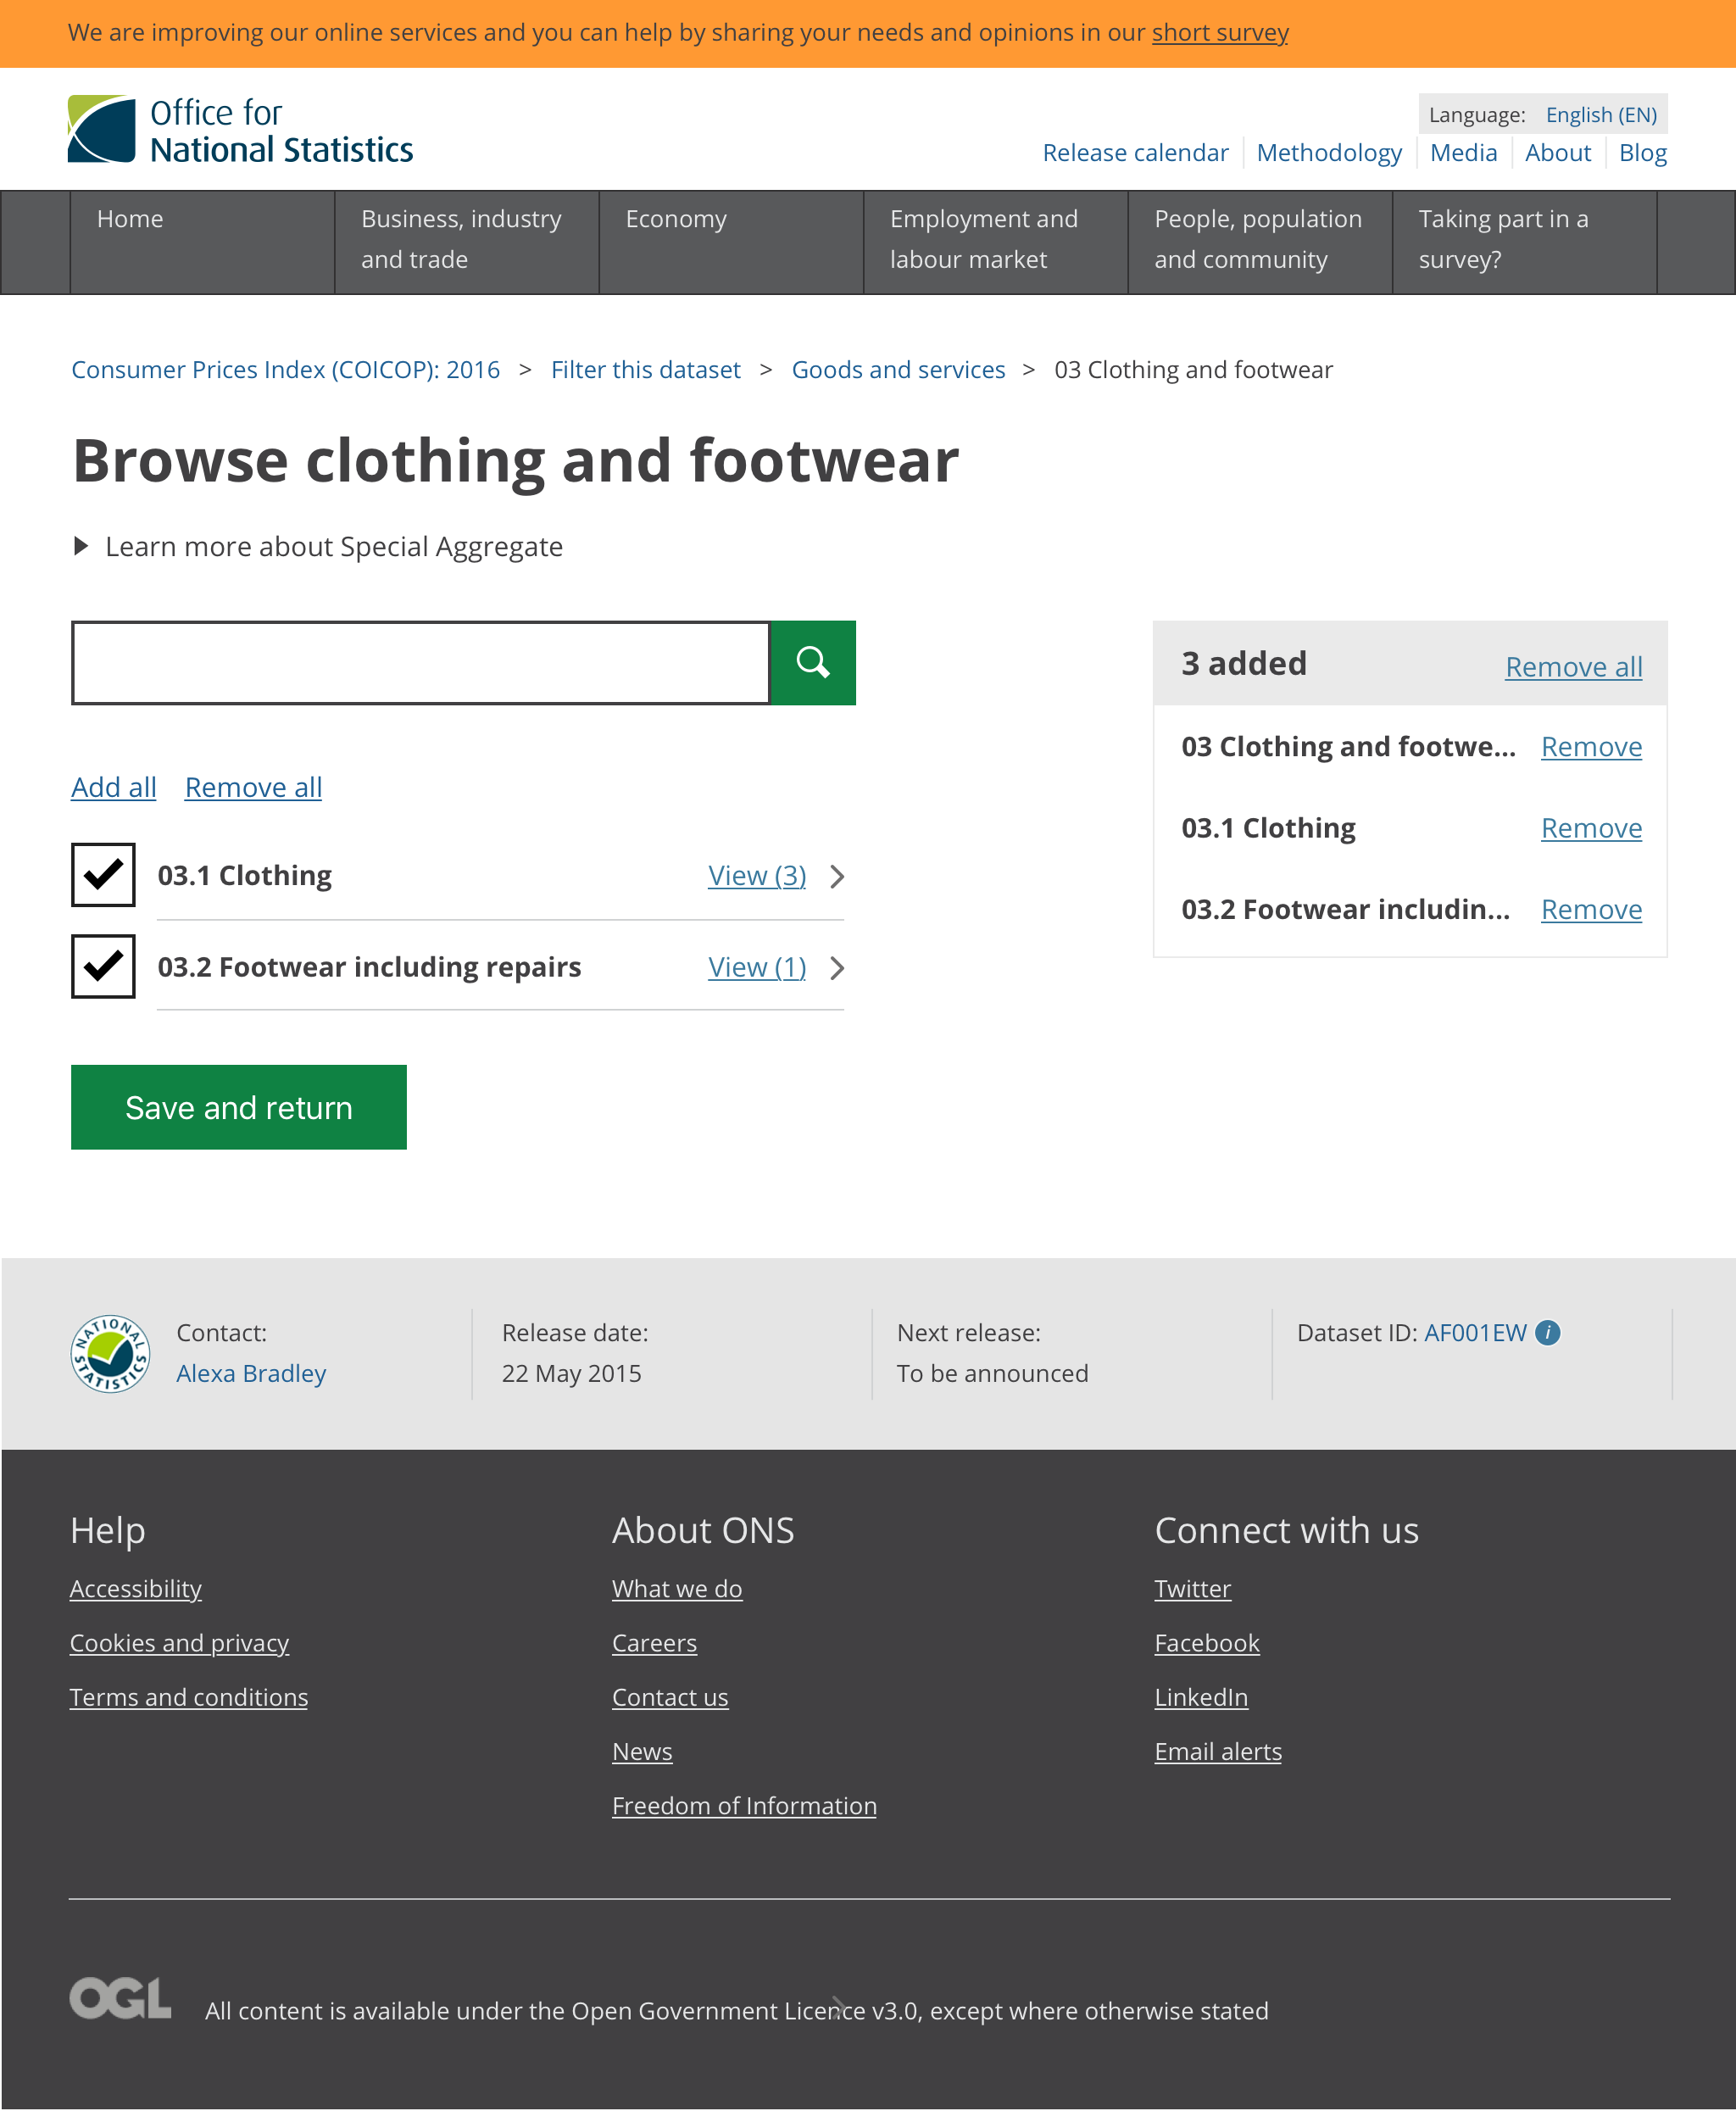 We are improving our online services and you can help by sharing your needs and opinions in our short survey
Office for
National Statistics
Language: English (EN)
Release calendar Methodology Media About Blog
Home
Business, industry
and trade
Economy
Employment and
labour market
People, population
and community
Taking part in a
survey?
Consumer Prices Index (COICOP): 2016 > Filter this dataset > Goods and services > 03 Clothing and footwear
Browse clothing and footwear
Learn more about Special Aggregate
Add all Remove all
03.1 Clothing View (3)
03.2 Footwear including repairs View (1)
Save and return
3 added Remove all
03 Clothing and footwe... Remove
03.1 Clothing Remove
03.2 Footwear includin... Remove
NATIONAL STATISTICS
Contact:
Alexa Bradley
Release date:
22 May 2015
Next release:
To be announced
Dataset ID: AF001EW i
Help
Accessibility
Cookies and privacy
Terms and conditions
About ONS
What we do
Careers
Contact us
News
Freedom of Information
Connect with us
Twitter
Facebook
LinkedIn
Email alerts
OGL
All content is available under the Open Government Licence v3.0, except where otherwise stated